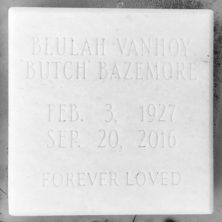 BEULAH VANHOY
'BUTCH' BAZEMORE
FEB. 3, 1927
SEP. 20, 2016
FOREVER LOVED